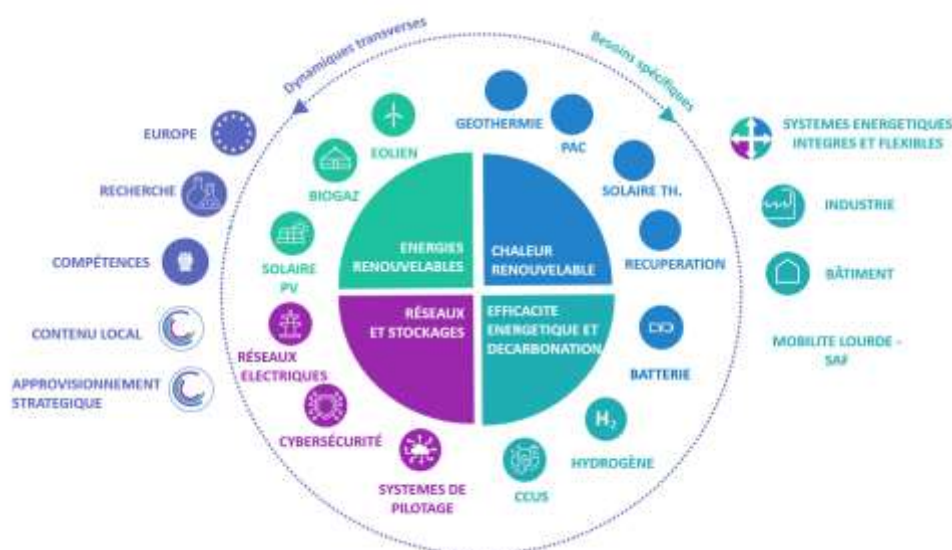 Dynamiques transverses
Besoins spécifiques
EUROPE
RECHERCHE
COMPÉTENCES
CONTENU LOCAL
APPROVISIONNEMENT
STRATEGIQUE
EOLIEN
BIOGAZ
SOLAIRE
PV
GEOTHERMIE
PAC
SOLAIRE TH.
RECUPERATION
ENERGIES
RENOUVELABLES
CHALEUR
RENOUVELABLE
RÉSEAUX
ET STOCKAGES
EFFICACITE
ENERGETIQUE ET
DECARBONATION
RÉSEAUX
ÉLECTRIQUES
CYBERSÉCURITÉ
SYSTEMES DE
PILOTAGE
BATTERIE
H2
HYDROGÈNE
CCUS
SYSTEMES ENERGETIQUES
INTEGRES ET FLEXIBLES
INDUSTRIE
BÂTIMENT
MOBILITE LOURDE -
SAF